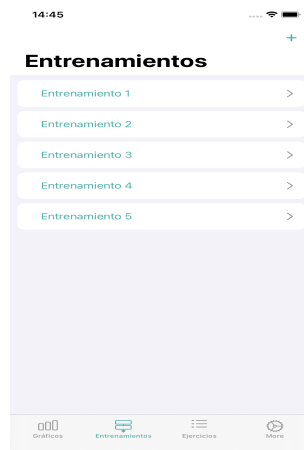 14:45
+
Entrenamientos
Entrenamiento 1
Entrenamiento 2
Entrenamiento 3
Entrenamiento 4
Entrenamiento 5
Gráficos Entrenamientos Ejercicios More